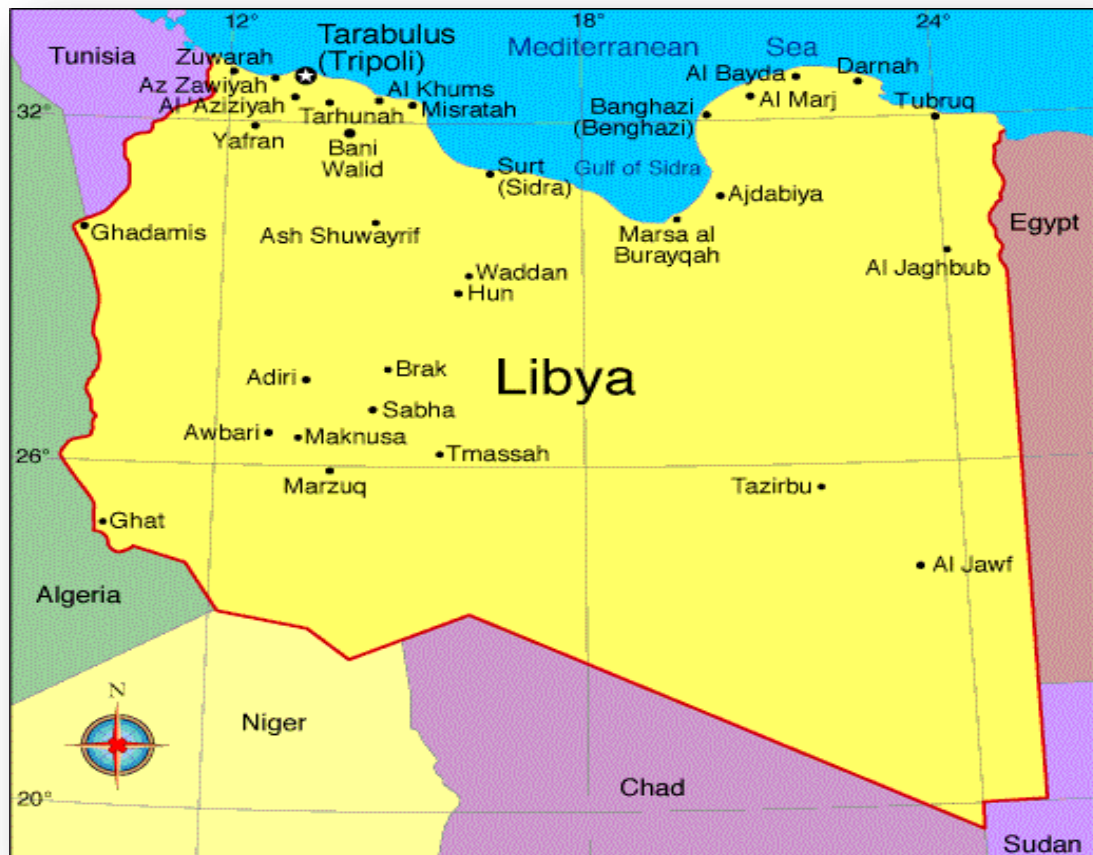 12°
18°
24°
Tunisia
Zuwarah
Tarabulus
(Tripoli)
Mediterranean Sea
Az Zawiyah
Al Khums
Al Bayda
Darnah
Al 'Aziziyah
Tarhunah
Misratah
Banghazi
(Benghazi)
Al Marj
Tubruq
32°
Yafran
Bani
Walid
Surt
(Sidra)
Gulf of Sidra
Ajdabiya
Ghadamis
Ash Shuwayrif
Marsa al
Burayqah
Egypt
Al Jaghbub
Waddan
Hun
Libya
Adiri
Brak
Sabha
Awbari
Maknusa
Tmassah
26°
Marzuq
Tazirbu
Ghat
Al Jawf
Algeria
N
Niger
Chad
20°
Sudan